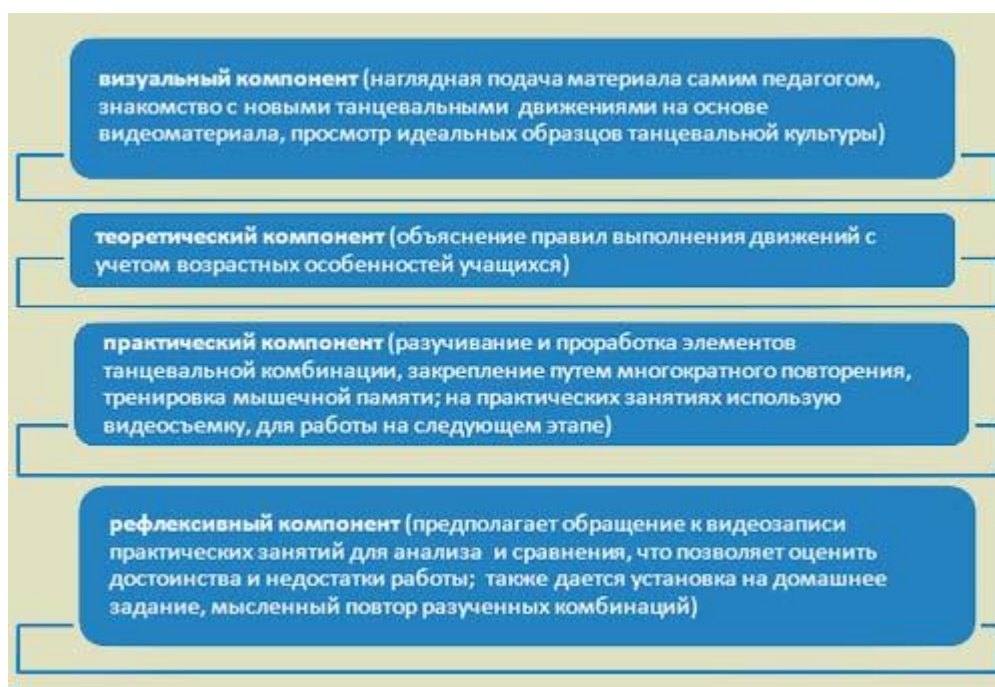 визуальный компонент (наглядная подача материала самим педагогом,
знакомство с новыми танцевальными движениями на основе
видеоматериала, просмотр идеальных образцов танцевальной культуры)
теоретический компонент (объяснение правил выполнения движений с
учетом возрастных особенностей учащихся)
практический компонент (разучивание и проработка элементов
танцевальной комбинации, закрепление путем многократного повторения,
тренировка мышечной памяти; на практических занятиях использую
видеосъемку, для работы на следующем этапе)
рефлексивный компонент (предполагает обращение к видеозаписи
практических занятий для анализа и сравнения, что позволяет оценить
достоинства и недостатки работы; также дается установка на домашнее
задание, мысленный повтор разученных комбинаций)